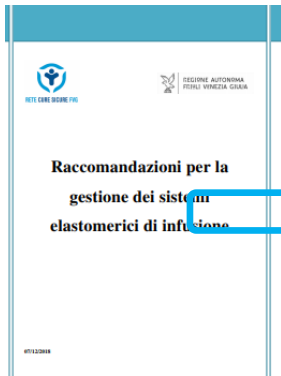 RETE CURE SICURE FVG
REGIONE AUTONOMA
FRIULI VENEZIA GIULIA
Raccomandazioni per la
gestione dei sistemi
elastomerici di infusione
07/12/2018